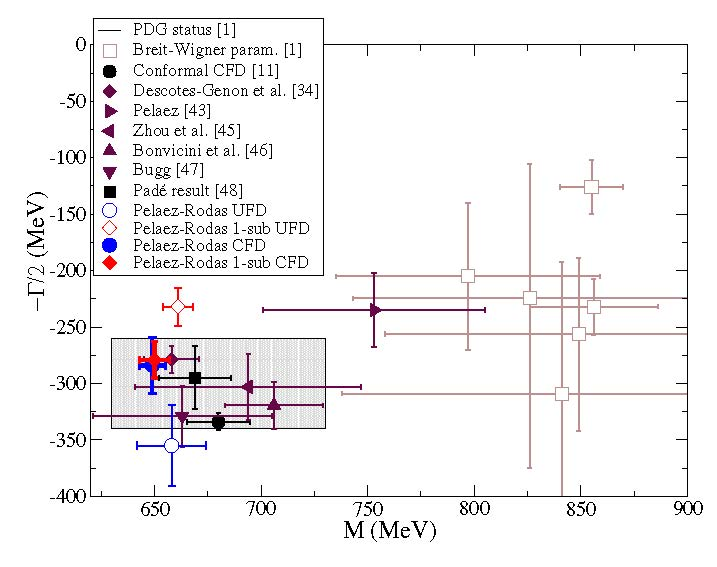 PDG status [1]
Breit-Wigner param. [1]
Conformal CFD [11]
Descotes-Genon et al. [34]
Pelaez [43]
Zhou et al. [45]
Bonvicini et al. [46]
Bugg [47]
Padé result [48]
Pelaez-Rodas UFD
Pelaez-Rodas 1-sub UFD
Pelaez-Rodas CFD
Pelaez-Rodas 1-sub CFD
0
-50
-100
-150
-200
-250
-300
-350
-400
−Γ/2 (MeV)
650
700
750
800
850
900
M (MeV)